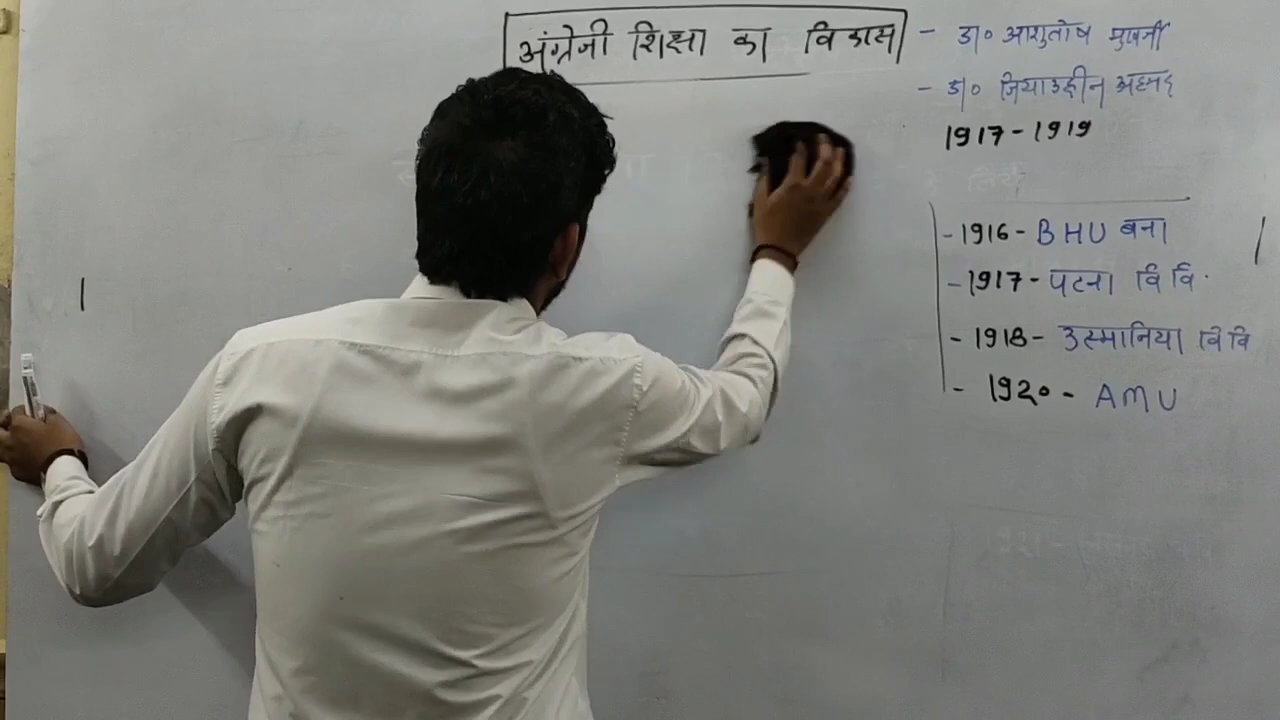 अंग्रेजी शिक्षा का विकास
- डा० आशुतोष मुखर्जी
- डा० जियाउद्दीन अहमद
1917 - 1919
- 1916 - BHU बना
- 1917 - पटना वि वि.
- 1918 - उस्मानिया वि वि
- 1920 - AMU